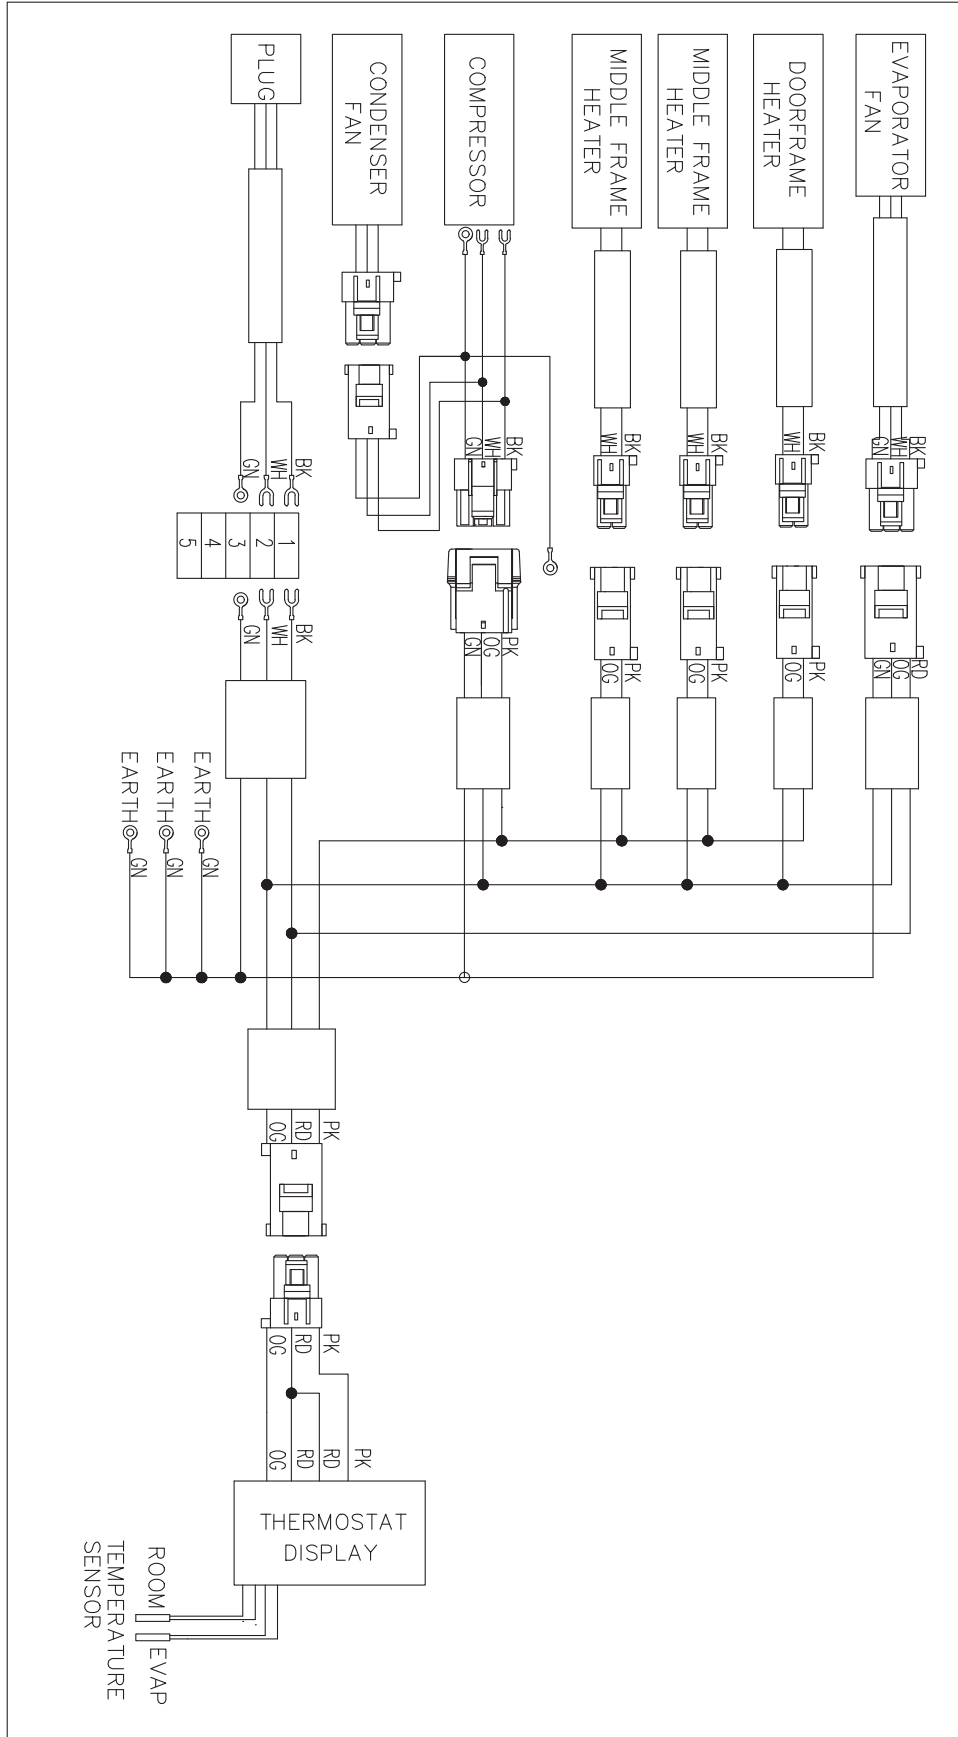 PLUG
CONDENSER
FAN
COMPRESSOR
MIDDLE FRAME
HEATER
MIDDLE FRAME
HEATER
DOORFRAME
HEATER
EVAPORATOR
FAN
GN WH BK
GN WH BK
WH BK
WH BK
WH BK
GN WH BK
5 4 3 2 1
GN WH BK
GN OG PK
OG PK
OG PK
OG PK
GN OG RD
EARTH
EARTH
EARTH
GN
GN
GN
OG RD PK
OG RD PK
OG RD RD PK
THERMOSTAT
DISPLAY
ROOM
EVAP
TEMPERATURE
SENSOR